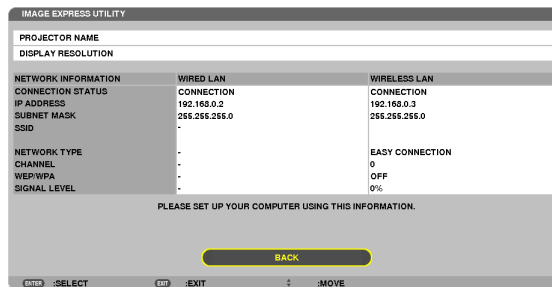 IMAGE EXPRESS UTILITY
PROJECTOR NAME
DISPLAY RESOLUTION
NETWORK INFORMATION WIRED LAN WIRELESS LAN
CONNECTION STATUS CONNECTION CONNECTION
IP ADDRESS 192.168.0.2 192.168.0.3
SUBNET MASK 255.255.255.0 255.255.255.0
SSID -
NETWORK TYPE - EASY CONNECTION
CHANNEL - 0
WEP/WPA - OFF
SIGNAL LEVEL - 0%
PLEASE SET UP YOUR COMPUTER USING THIS INFORMATION.
BACK
ENTER :SELECT EXIT :EXIT :MOVE